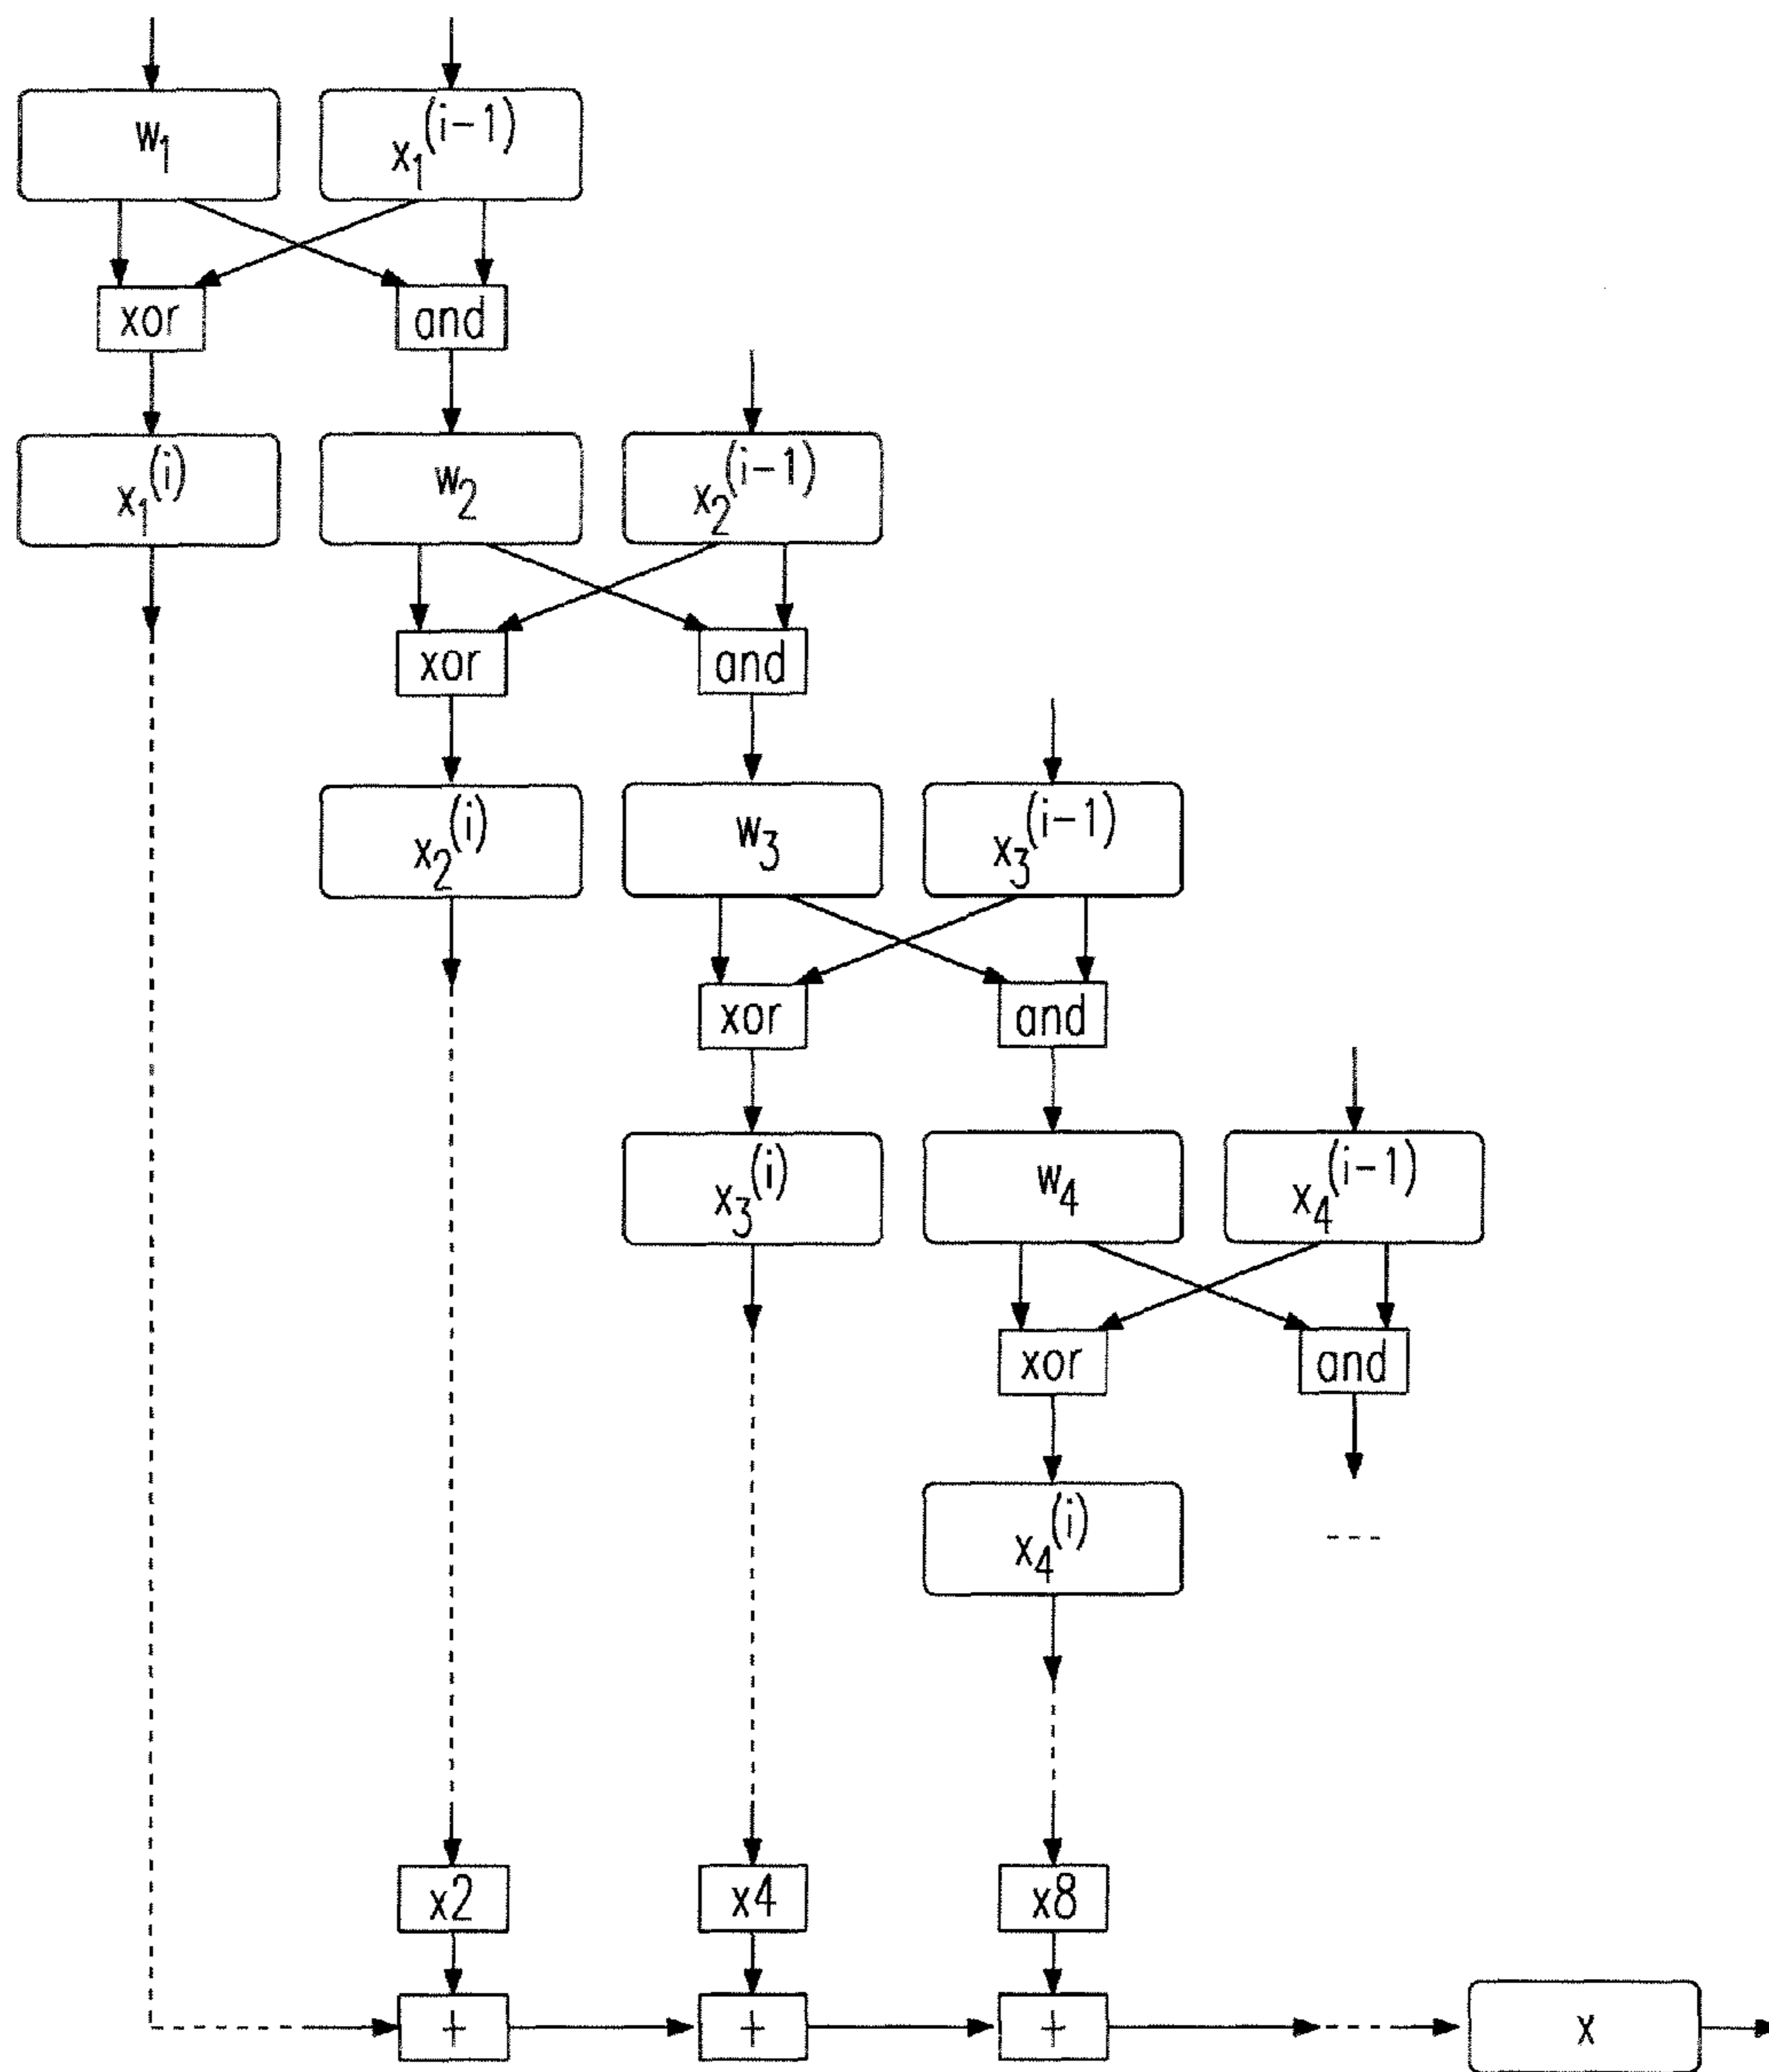 w₁ x₁⁽ⁱ⁻¹⁾
xor and
x₁⁽ⁱ⁾ w₂ x₂⁽ⁱ⁻¹⁾
xor and
x₂⁽ⁱ⁾ w₃ x₃⁽ⁱ⁻¹⁾
xor and
x₃⁽ⁱ⁾ w₄ x₄⁽ⁱ⁻¹⁾
xor and
x₄⁽ⁱ⁾ ---
x2 x4 x8
+ + + x